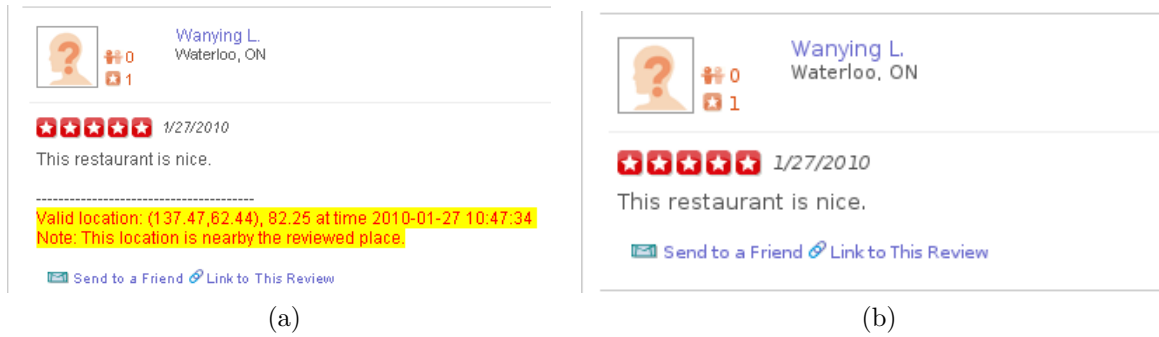 Wanying L.
Waterloo, ON
0
1
1/27/2010
This restaurant is nice.
---------------------------------------
Valid location: (137.47,62.44), 82.25 at time 2010-01-27 10:47:34
Note: This location is nearby the reviewed place.
Send to a Friend Link to This Review
(a)
Wanying L.
Waterloo, ON
0
1
1/27/2010
This restaurant is nice.
Send to a Friend Link to This Review
(b)